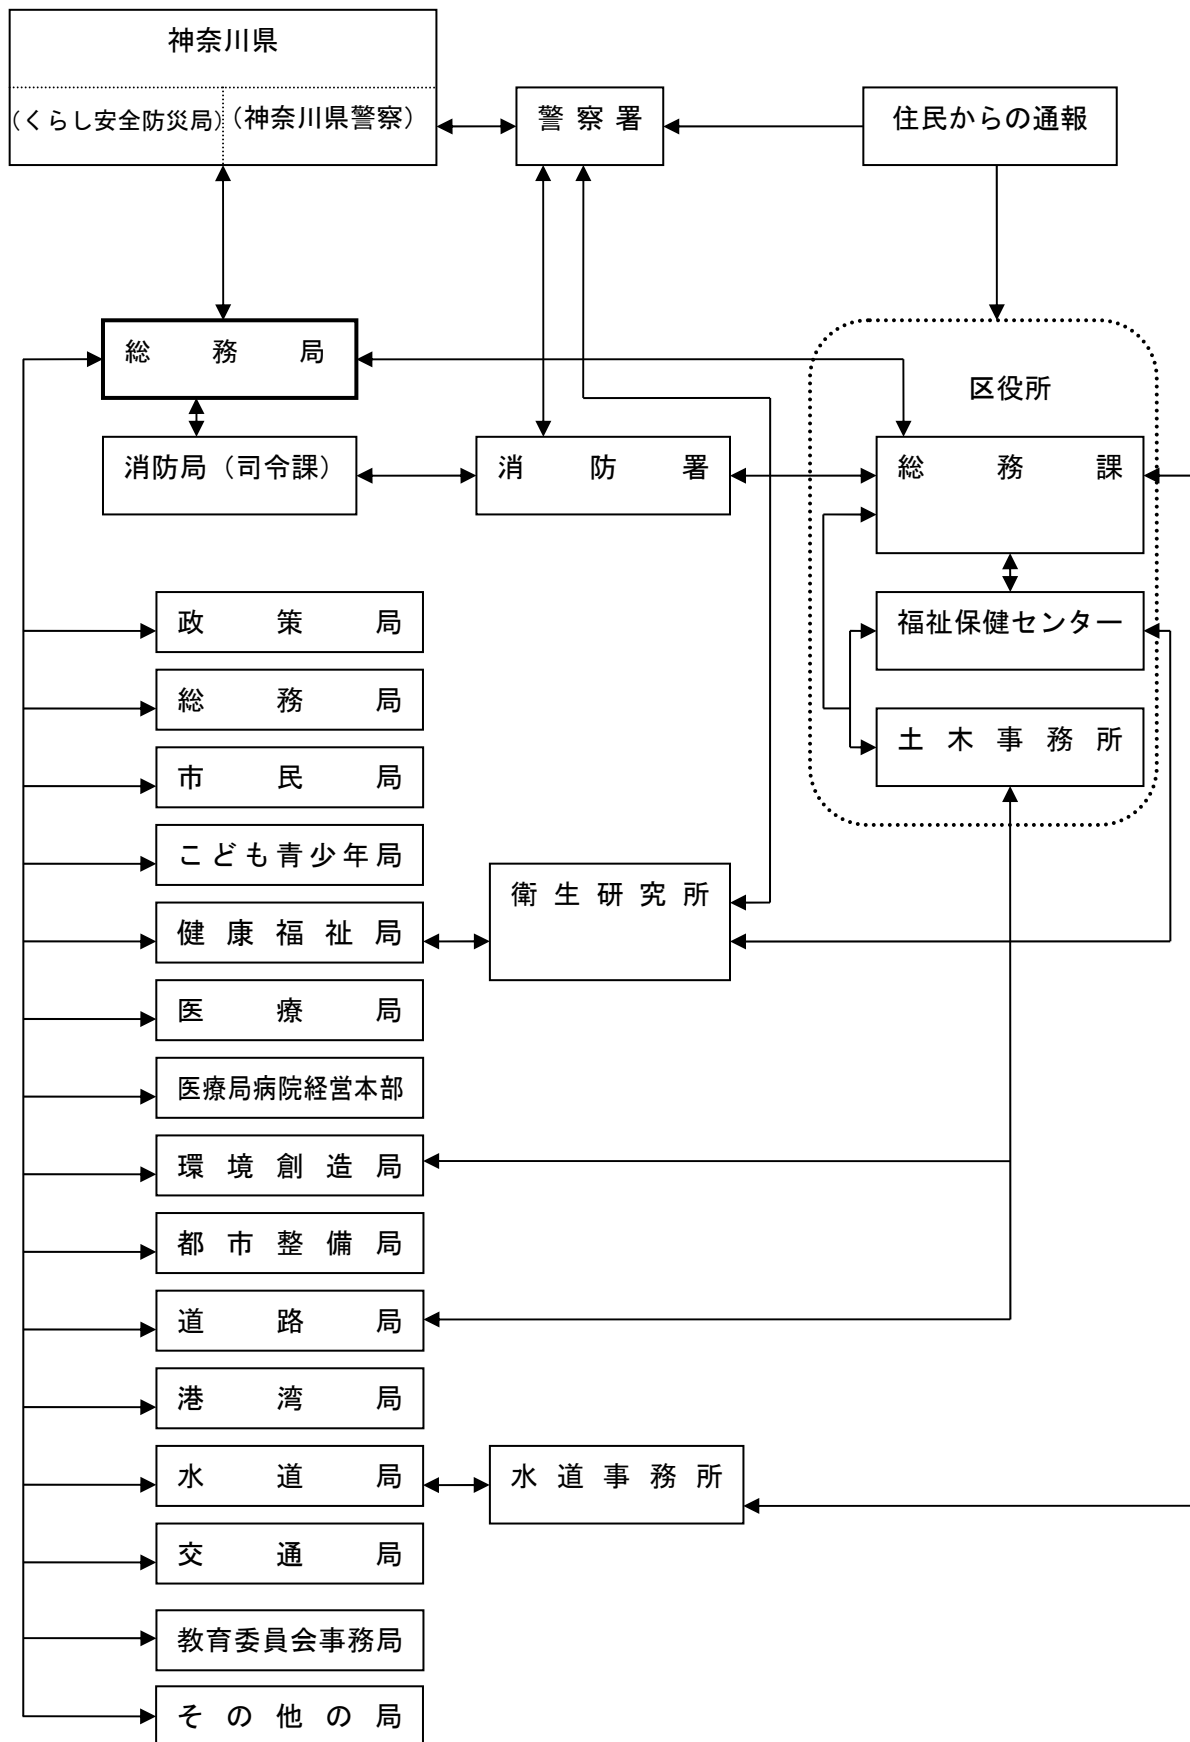 神奈川県
(くらし安全防災局)
(神奈川県警察)
警察署
住民からの通報
総務局
区役所
消防局(司令課)
消防署
総務課
政策局
福祉保健センター
総務局
土木事務所
市民局
こども青少年局
衛生研究所
健康福祉局
医療局
医療局病院経営本部
環境創造局
都市整備局
道路局
港湾局
水道局
水道事務所
交通局
教育委員会事務局
その他の局